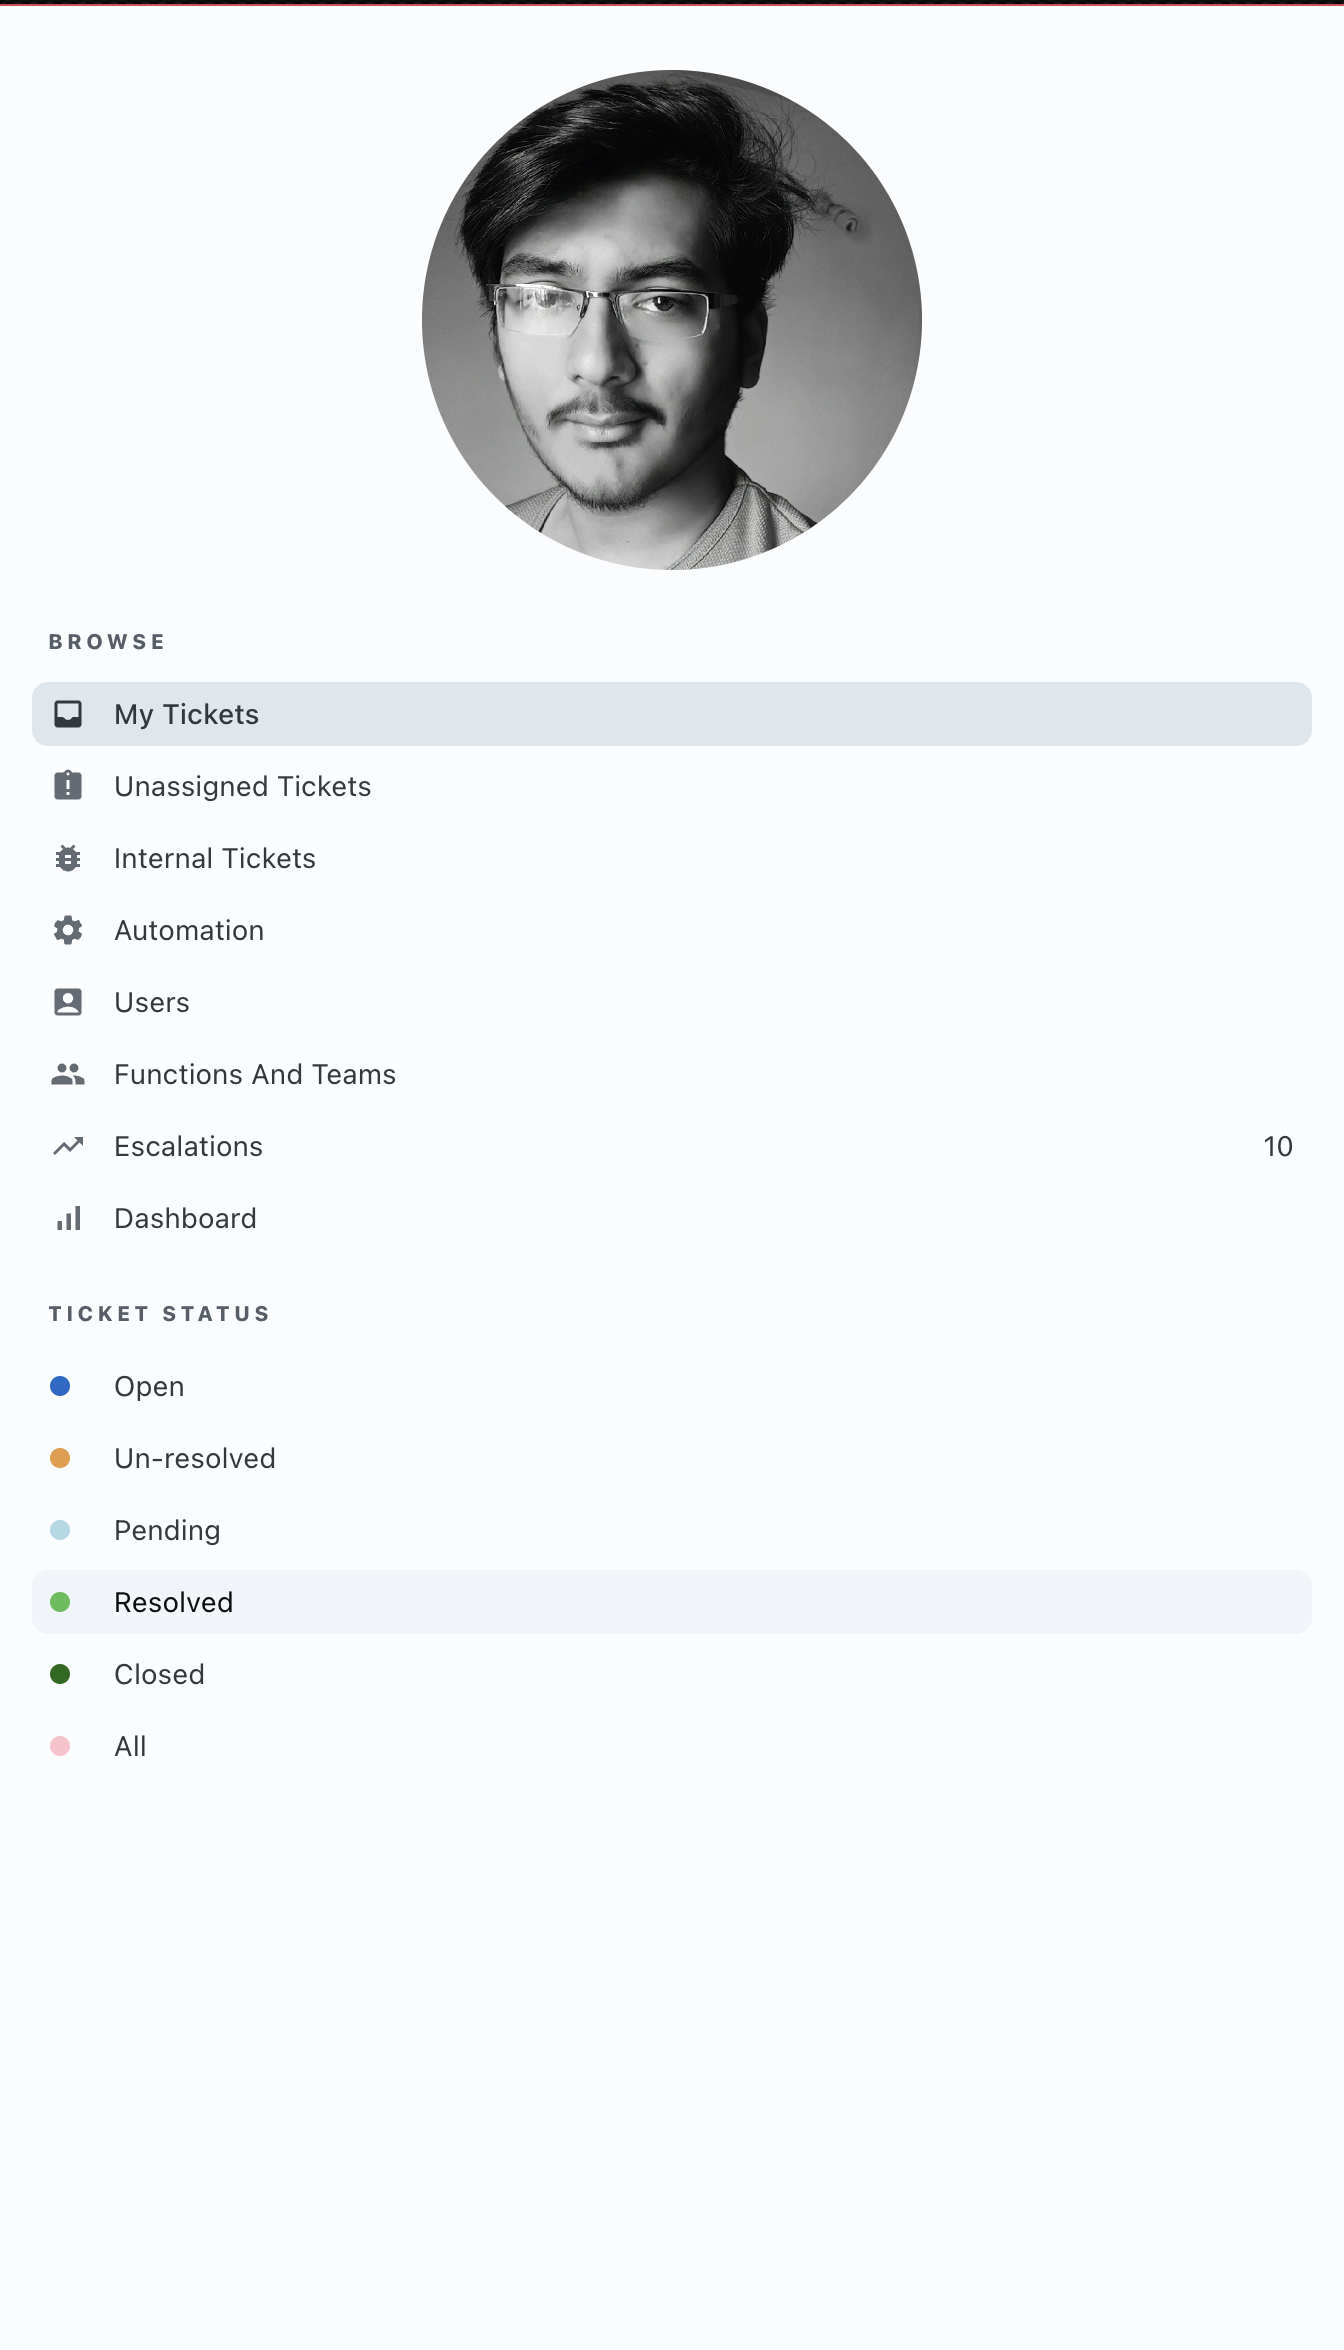 BROWSE
My Tickets
Unassigned Tickets
Internal Tickets
Automation
Users
Functions And Teams
Escalations 10
Dashboard
TICKET STATUS
Open
Un-resolved
Pending
Resolved
Closed
All